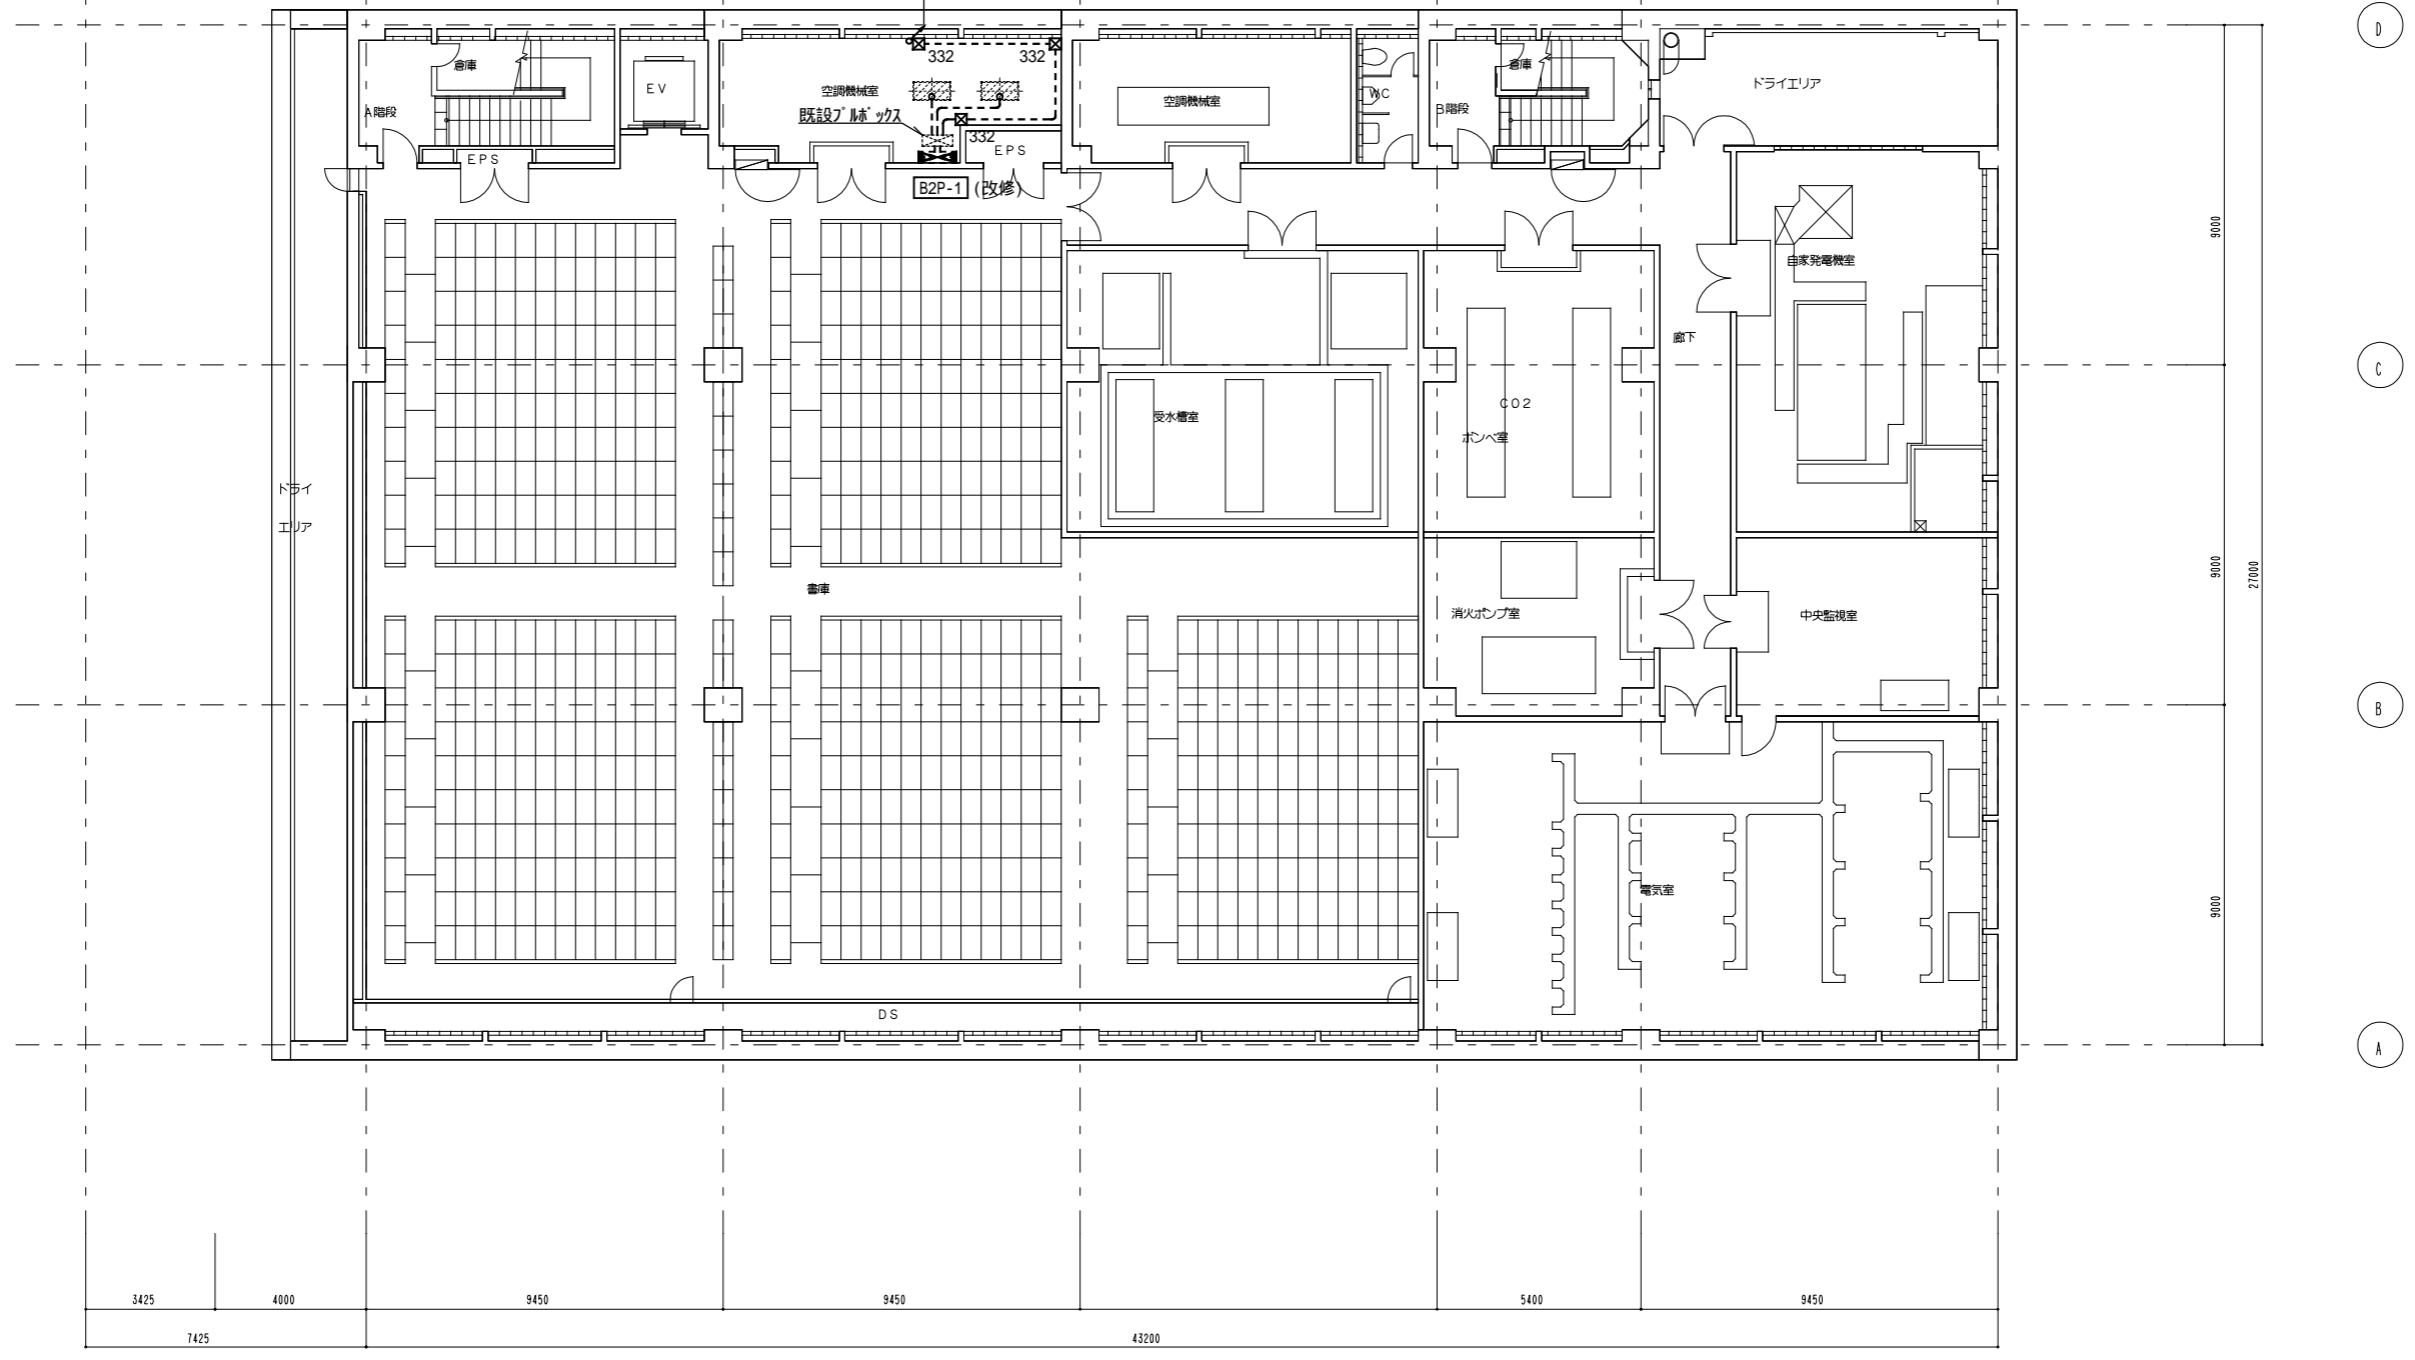 D
倉庫
332
332
倉庫
ドライエリア
EV
空調機械室
空調機械室
WC
A階段
既設プルボックス
B階段
332
EPS
EPS
B2P-1 (改修)
9000
自家発電機室
廊下
C
CO2
受水槽室
ボンベ室
ドライ
エリア
9000
27000
書庫
消火ポンプ室
中央監視室
B
電気室
9000
DS
A
3425
4000
9450
9450
5400
9450
7425
43200